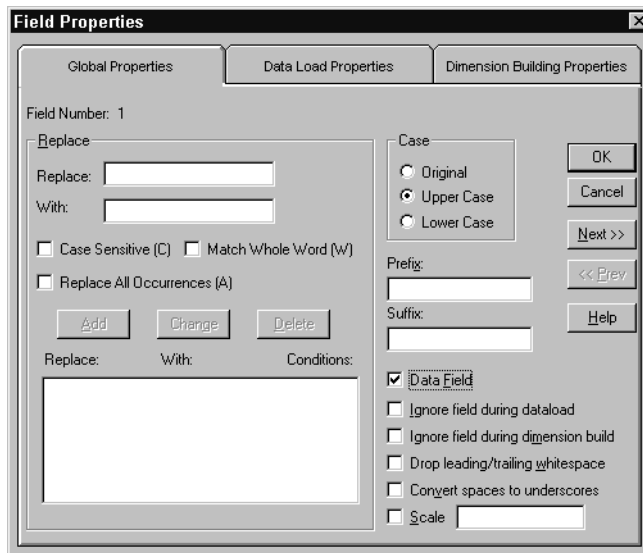 Field Properties
Global Properties
Data Load Properties
Dimension Building Properties
Field Number: 1
Replace
Replace:
With:
Case Sensitive (C)
Match Whole Word (W)
Replace All Occurrences (A)
Add
Change
Delete
Replace:
With:
Conditions:
Case
Original
Upper Case
Lower Case
Prefix:
Suffix:
Data Field
Ignore field during dataload
Ignore field during dimension build
Drop leading/trailing whitespace
Convert spaces to underscores
Scale
OK
Cancel
Next >>
<< Prev
Help